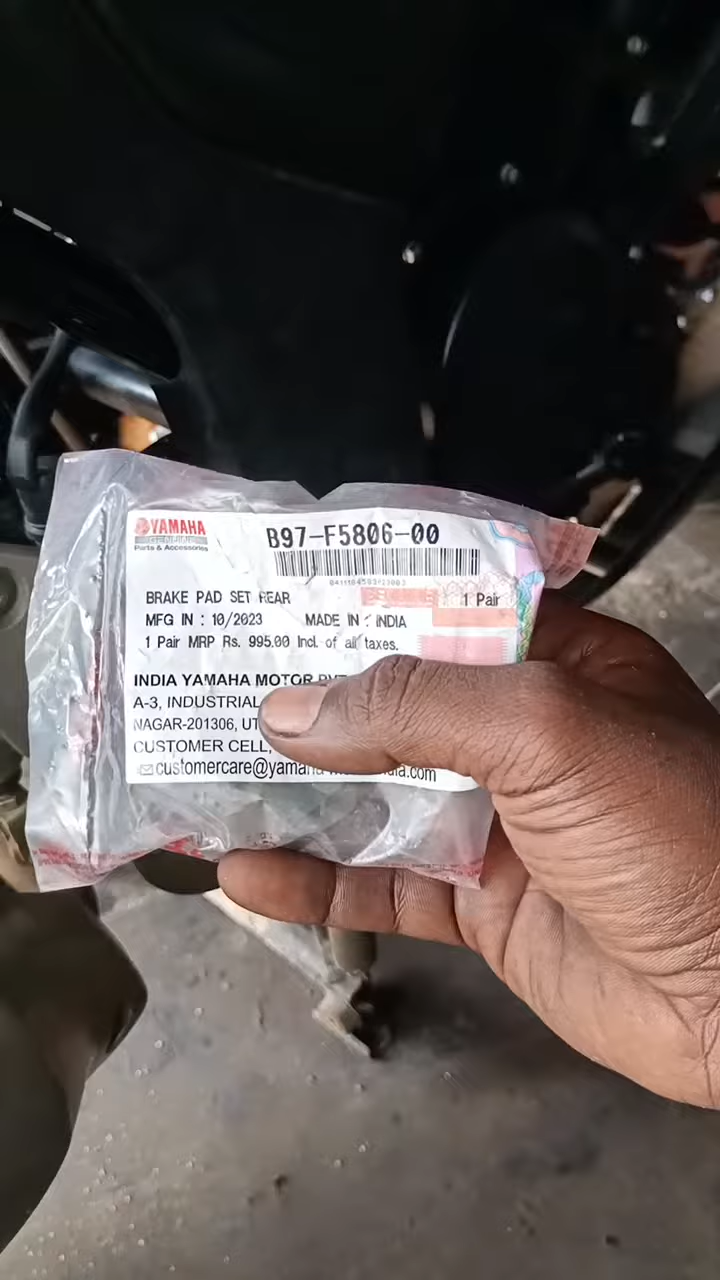 YAMAHA
GENUINE
Parts & Accessories
B97-F5806-00
BRAKE PAD SET REAR
1 Pair
MFG IN : 10/2023 MADE IN : INDIA
1 Pair MRP Rs. 995.00 Incl. of all taxes.
INDIA YAMAHA MOTOR
A-3, INDUSTRIAL
NAGAR-201306,
CUSTOMER CELL,